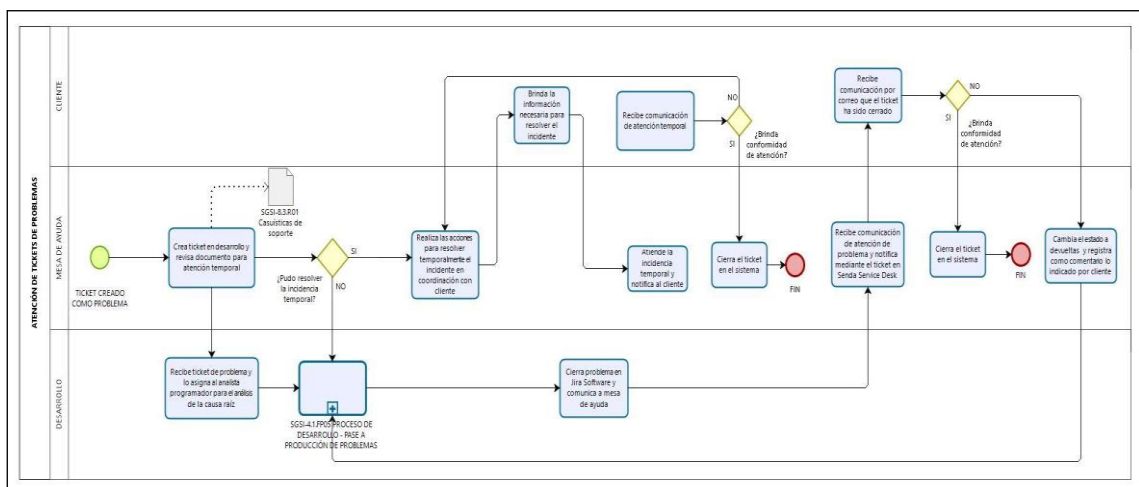 ATENCIÓN DE TICKETS DE PROBLEMAS
CLIENTE
MESA DE AYUDA
DESARROLLO
TICKET CREADO
COMO PROBLEMA
Crea ticket en desarrollo y
revisa documento para
atención temporal
SGSI-8.3.R01
Casuísticas de
soporte
¿Pudo resolver
la incidencia
temporal?
SI
NO
Recibe ticket de problema y
lo asigna al analista
programador para el análisis
de la causa raíz
SGSI-4.1.FP05 PROCESO DE
DESARROLLO - PASE A
PRODUCCIÓN DE PROBLEMAS
Realiza las acciones
para resolver
temporalmente el
incidente en
coordinación con
cliente
Brinda la
información
necesaria para
resolver el
incidente
Atiende la
incidencia
temporal y
notifica al cliente
Recibe comunicación
de atención temporal
NO
SI
¿Brinda
conformidad
de atención?
Cierra el ticket
en el sistema
FIN
Cierra problema en
Jira Software y
comunica a mesa
de ayuda
Recibe comunicación
de atención de
problema y notifica
mediante el ticket en
Senda Service Desk
Recibe
comunicación por
correo que el ticket
ha sido cerrado
NO
SI
¿Brinda
conformidad
de atención?
Cierra el ticket
en el sistema
FIN
Cambia el estado a
devueltas y registra
como comentario lo
indicado por cliente